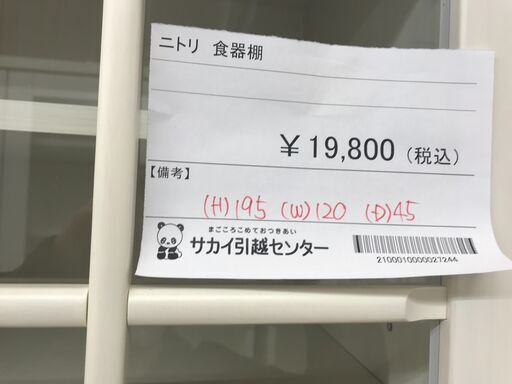 ニトリ 食器棚
￥19,800（税込）
【備考】
(H)195 (W)120 (D)45
まごころこめておつきあい
サカイ引越センター
2100010000027244